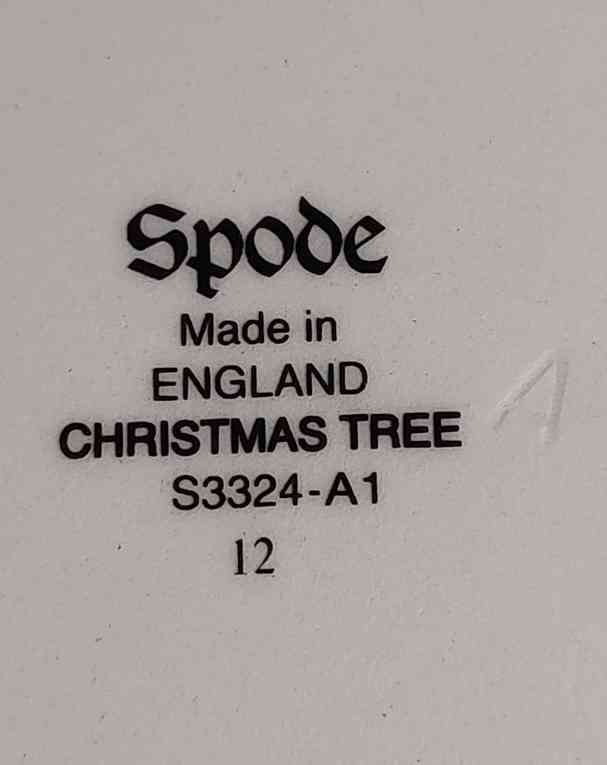 Spode
Made in
ENGLAND
CHRISTMAS TREE
S3324-A1
12